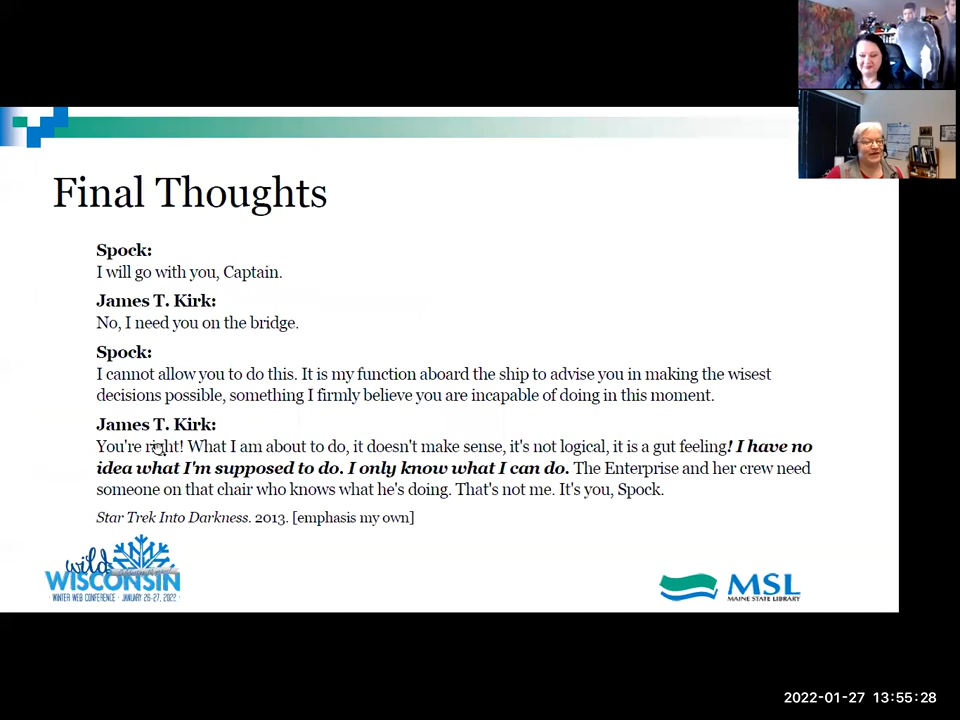 Final Thoughts
Spock:
I will go with you, Captain.
James T. Kirk:
No, I need you on the bridge.
Spock:
I cannot allow you to do this. It is my function aboard the ship to advise you in making the wisest
decisions possible, something I firmly believe you are incapable of doing in this moment.
James T. Kirk:
You're right! What I am about to do, it doesn't make sense, it's not logical, it is a gut feeling! I have no
idea what I'm supposed to do. I only know what I can do. The Enterprise and her crew need
someone on that chair who knows what he's doing. That's not me. It's you, Spock.
Star Trek Into Darkness. 2013. [emphasis my own]
wild
WISCONSIN
WINTER WEB CONFERENCE · JANUARY 26-27, 2022
MSL
MAINE STATE LIBRARY
2022-01-27 13:55:28